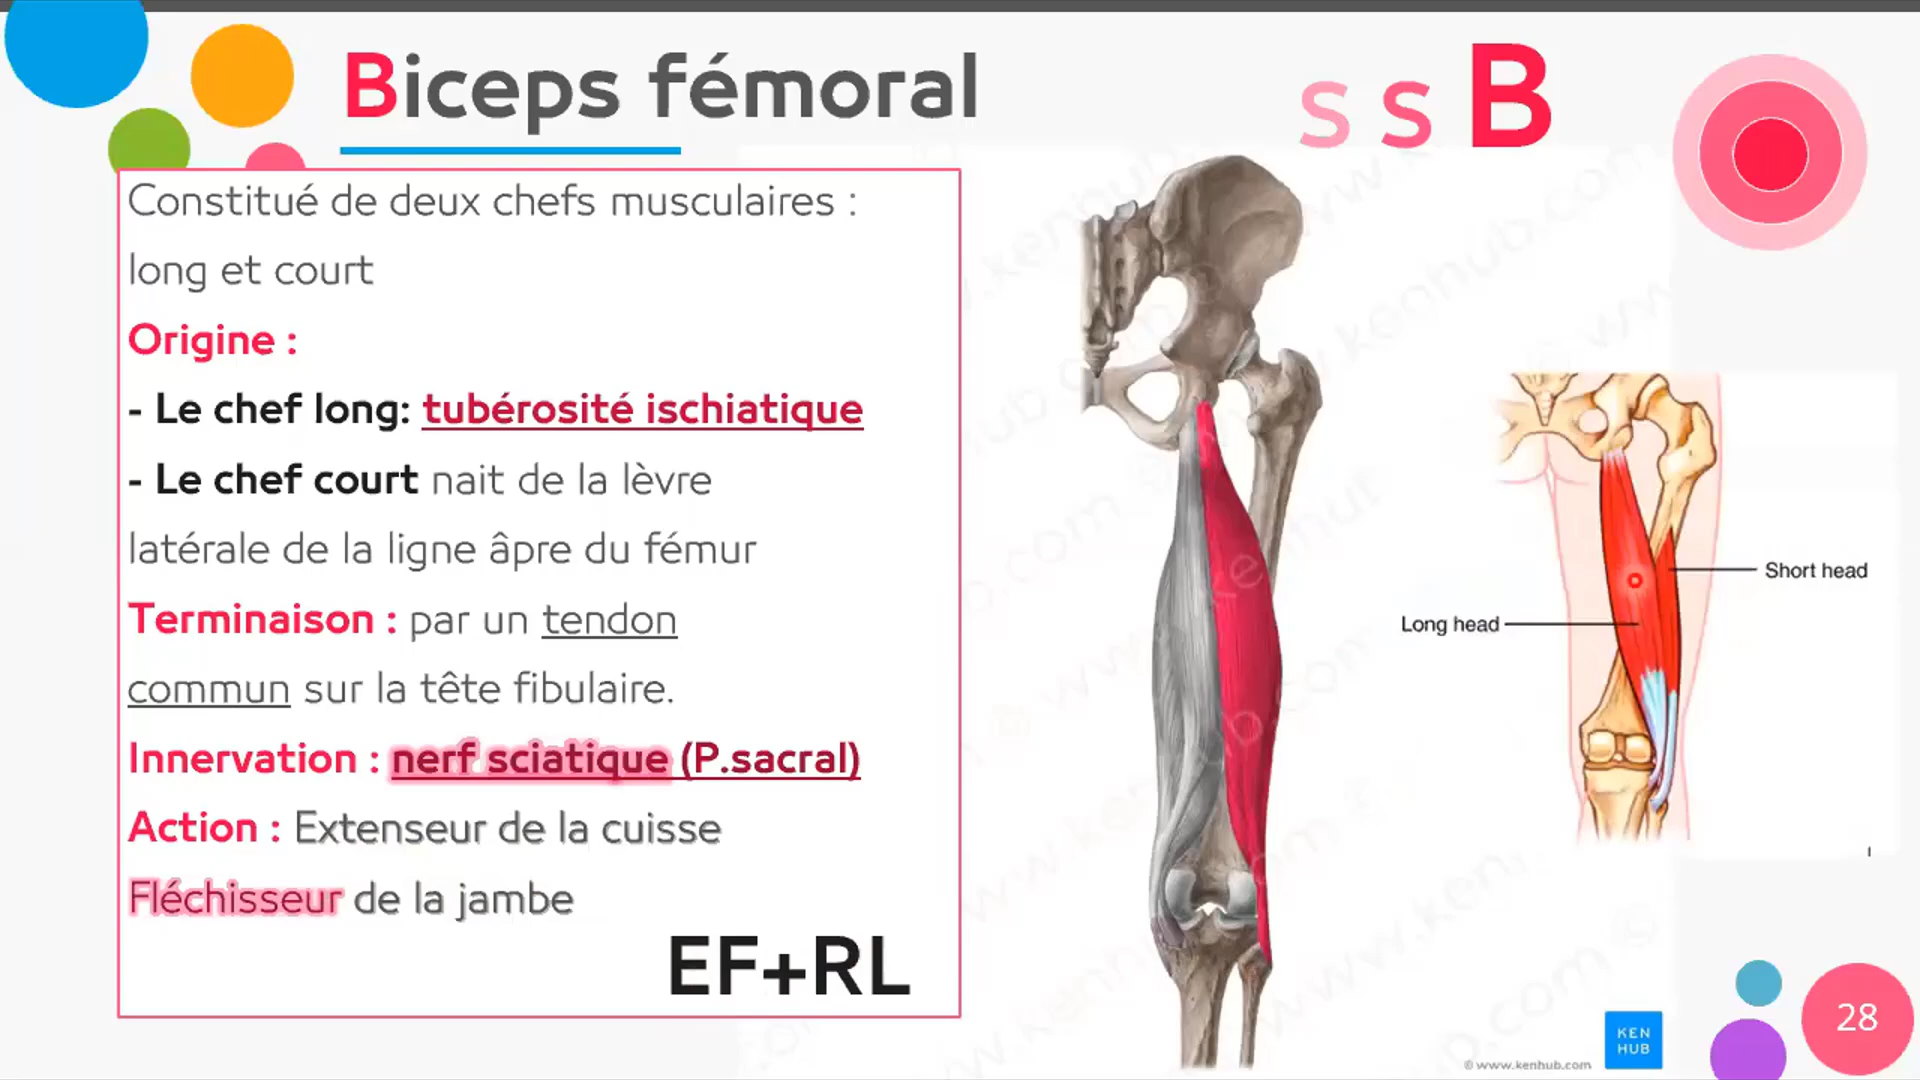 Biceps fémoral
s s B
Constitué de deux chefs musculaires :
long et court
Origine :
- Le chef long: tubérosité ischiatique
- Le chef court nait de la lèvre
latérale de la ligne âpre du fémur
Terminaison : par un tendon
commun sur la tête fibulaire.
Innervation : nerf sciatique (P.sacral)
Action : Extenseur de la cuisse
Fléchisseur de la jambe
EF+RL
Short head
Long head
© www.kenhub.com
KEN
HUB
28